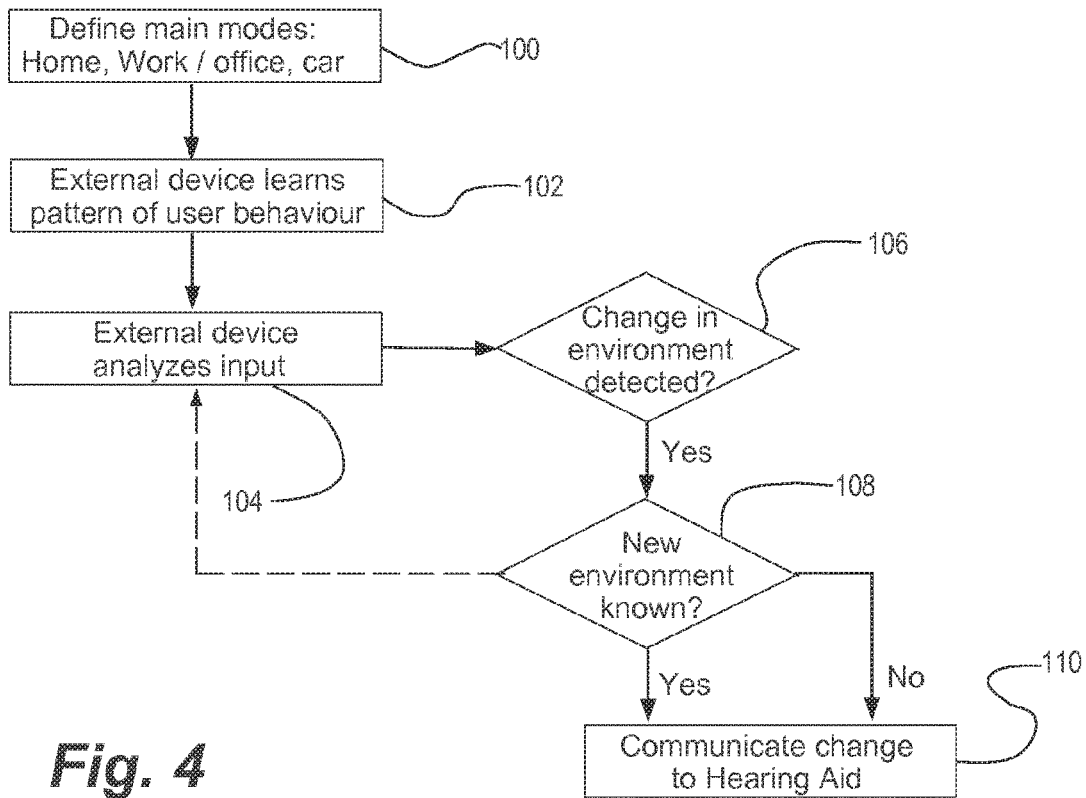 Define main modes:
Home, Work / office, car
100
External device learns
pattern of user behaviour
102
106
External device
analyzes input
Change in
environment
detected?
Yes
104
108
New
environment
known?
Yes
No
110
Communicate change
to Hearing Aid
Fig. 4